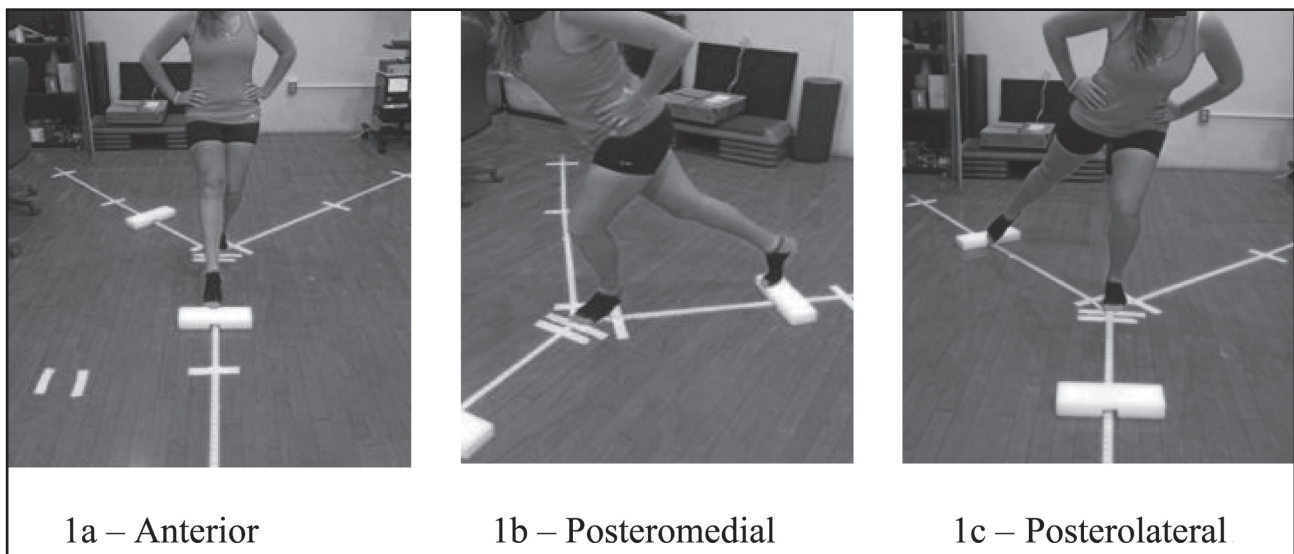 1a – Anterior
1b – Posteromedial
1c – Posterolateral